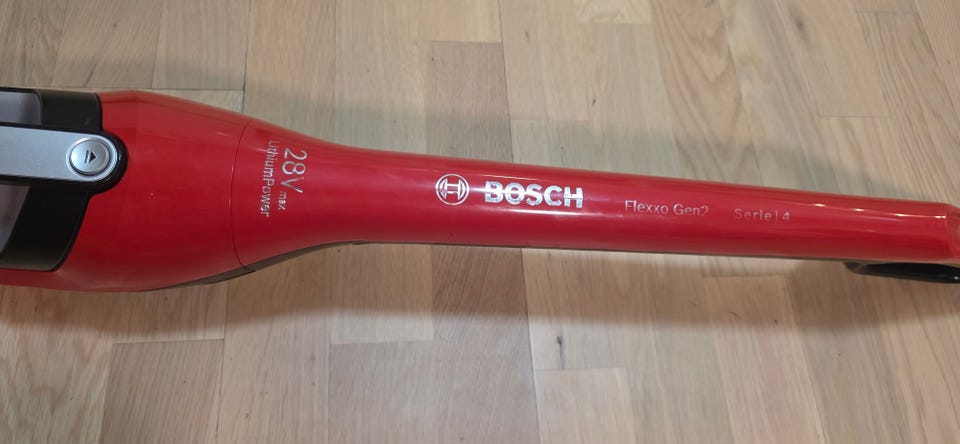 28V max
LithiumPower
BOSCH
Flexxo Gen2 Serie | 4